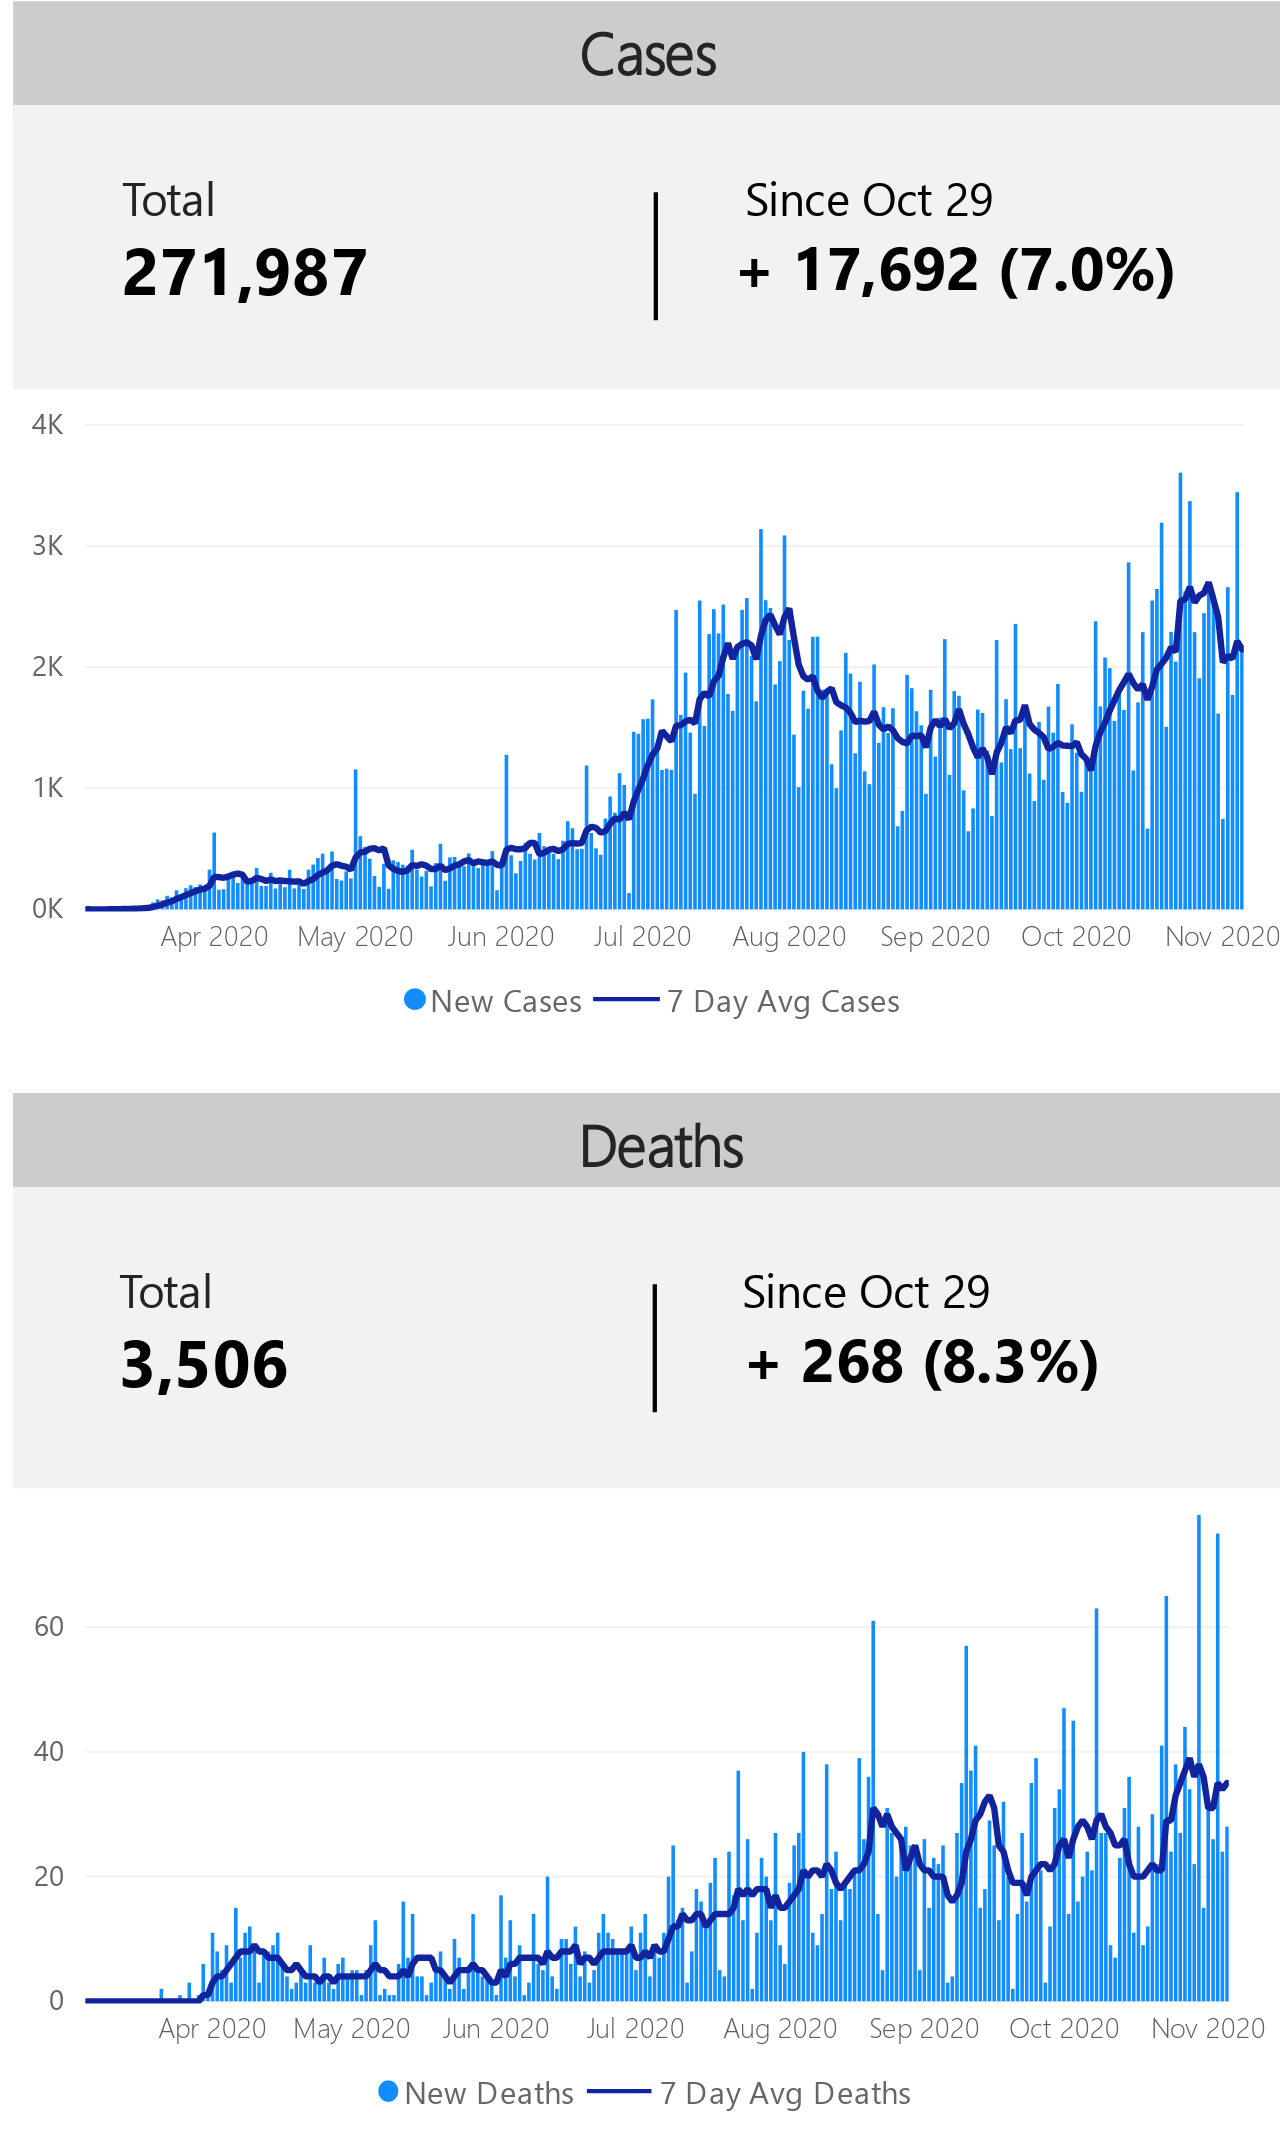 Cases
Total
Since Oct 29
271,987
+ 17,692 (7.0%)
4K
3K
2K
1K
0K
Apr 2020 May 2020 Jun 2020 Jul 2020 Aug 2020 Sep 2020 Oct 2020 Nov 2020
New Cases 7 Day Avg Cases
Deaths
Total
Since Oct 29
3,506
+ 268 (8.3%)
60
40
20
0
Apr 2020 May 2020 Jun 2020 Jul 2020 Aug 2020 Sep 2020 Oct 2020 Nov 2020
New Deaths 7 Day Avg Deaths